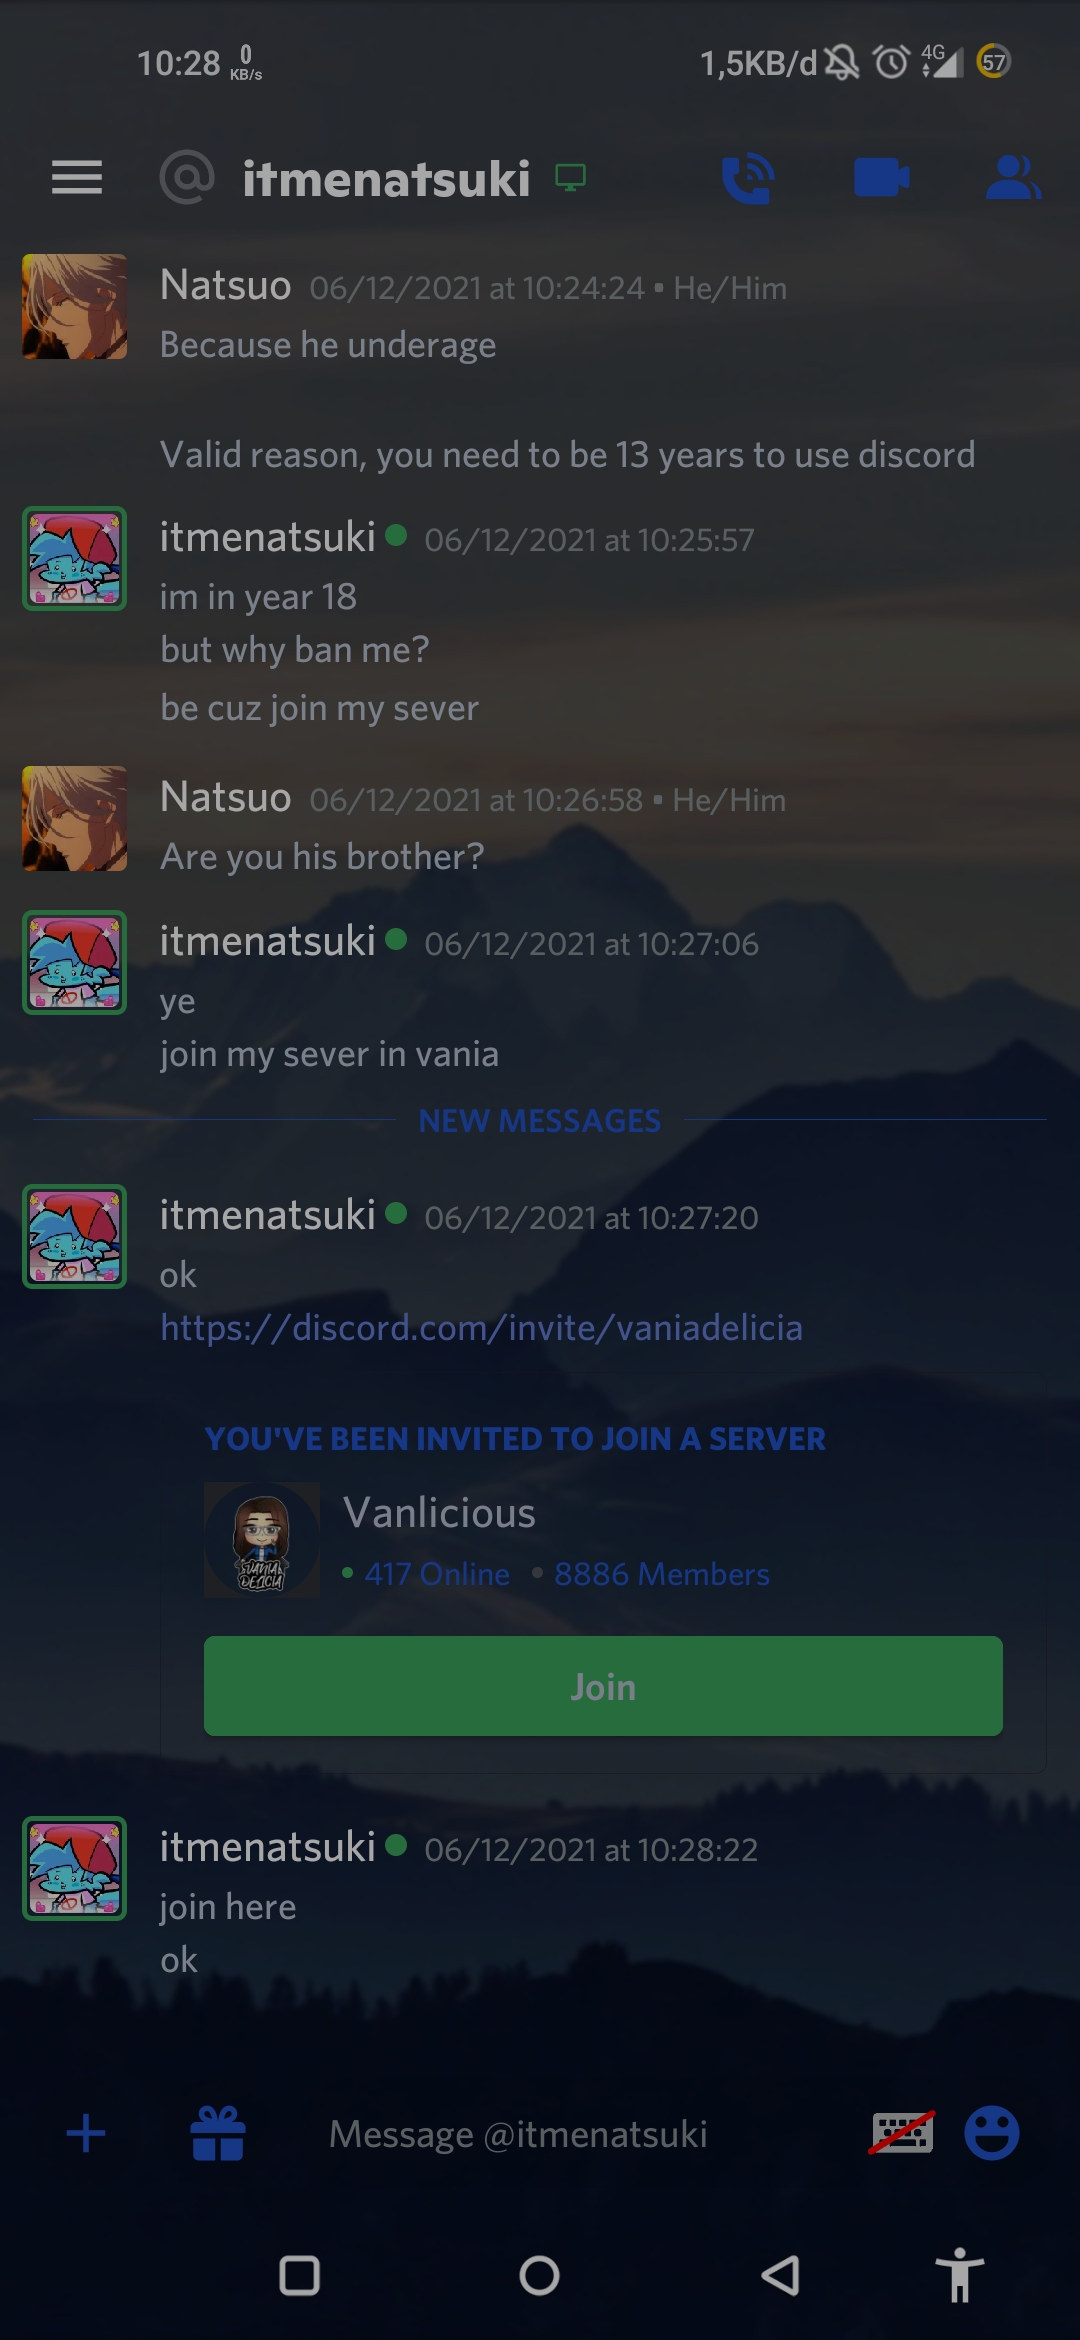 10:28 0 KB/s 1,5KB/d 4G 57
itmenatsuki
Natsuo 06/12/2021 at 10:24:24 • He/Him
Because he underage
Valid reason, you need to be 13 years to use discord
itmenatsuki 06/12/2021 at 10:25:57
im in year 18
but why ban me?
be cuz join my sever
Natsuo 06/12/2021 at 10:26:58 • He/Him
Are you his brother?
itmenatsuki 06/12/2021 at 10:27:06
ye
join my sever in vania
NEW MESSAGES
itmenatsuki 06/12/2021 at 10:27:20
ok
https://discord.com/invite/vaniadelicia
YOU'VE BEEN INVITED TO JOIN A SERVER
VANIA
DELICIA
Vanlicious
• 417 Online • 8886 Members
Join
itmenatsuki 06/12/2021 at 10:28:22
join here
ok
Message @itmenatsuki